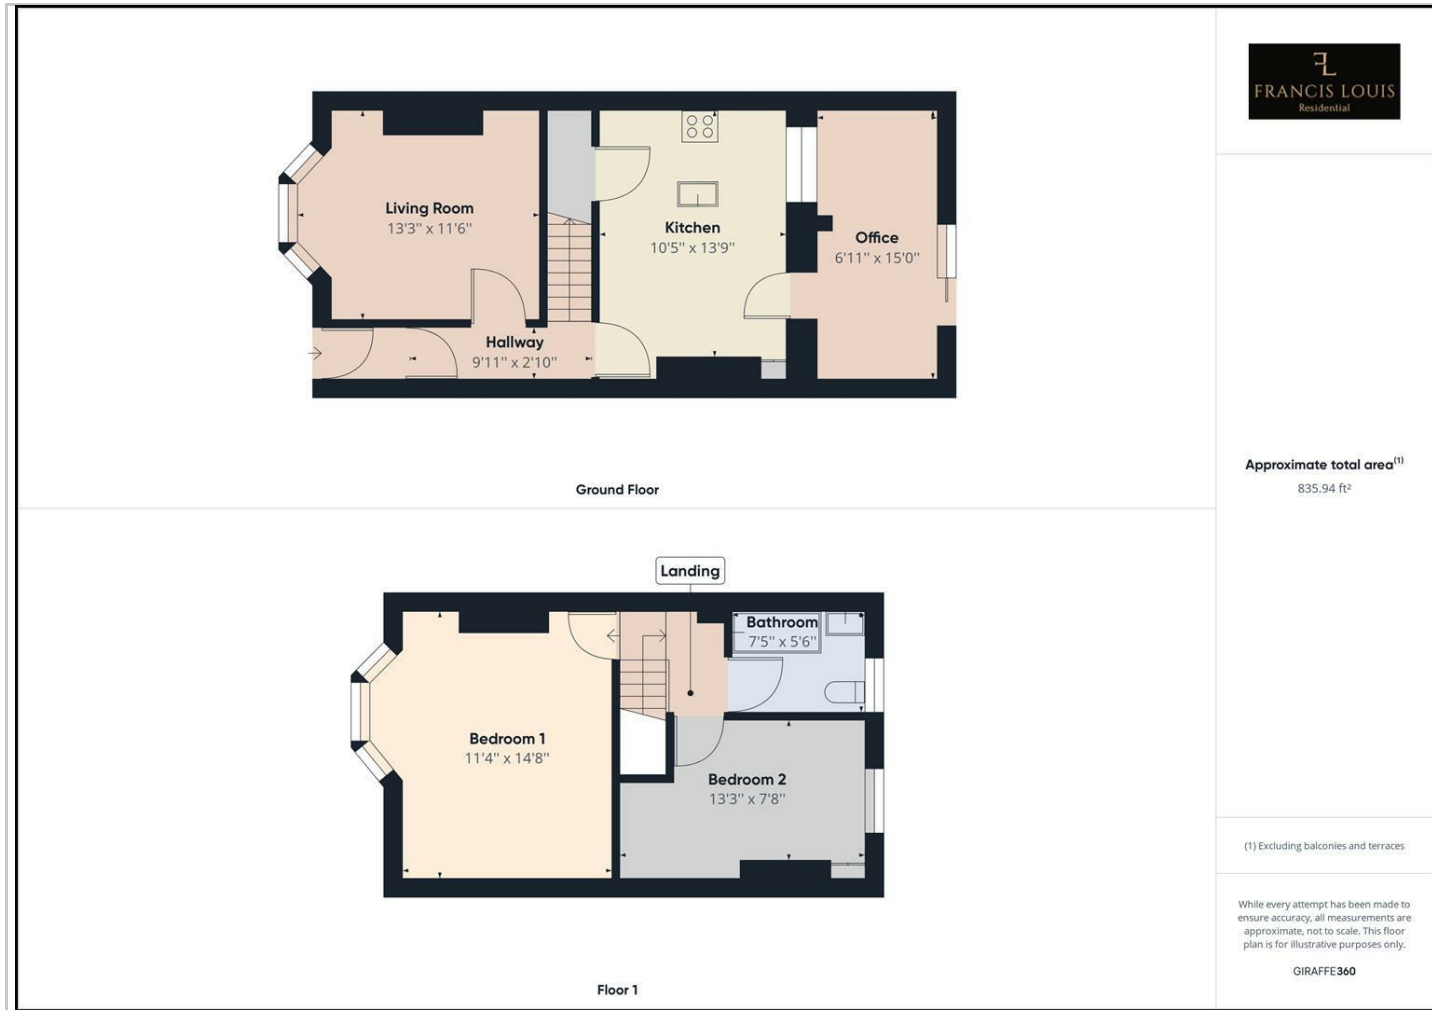 FL
FRANCIS LOUIS
Residential
Living Room
13'3" x 11'6"
Kitchen
10'5" x 13'9"
Office
6'11" x 15'0"
Hallway
9'11" x 2'10"
Ground Floor
Approximate total area(1)
835.94 ft²
Landing
Bathroom
7'5" x 5'6"
Bedroom 1
11'4" x 14'8"
Bedroom 2
13'3" x 7'8"
Floor 1
(1) Excluding balconies and terraces
While every attempt has been made to
ensure accuracy, all measurements are
approximate, not to scale. This floor
plan is for illustrative purposes only.
GIRAFFE360